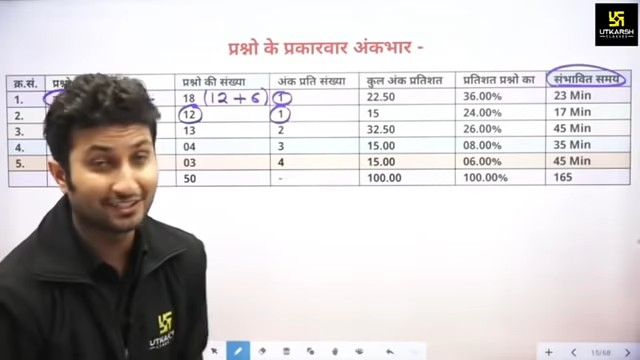 UTKARSH
CLASSES
प्रश्नो के प्रकारवार अंकभार -
क्र.सं. प्रश्नो की संख्या अंक प्रति संख्या कुल अंक प्रतिशत प्रतिशत प्रश्नो का संभावित समय
1. 18 (12+6) 1 22.50 36.00% 23 Min
2. 12 1 15 24.00% 17 Min
3. 13 2 32.50 26.00% 45 Min
4. 04 3 15.00 08.00% 35 Min
5. 03 4 15.00 06.00% 45 Min
50 - 100.00 100.00% 165
UTKARSH
CLASSES
15/68